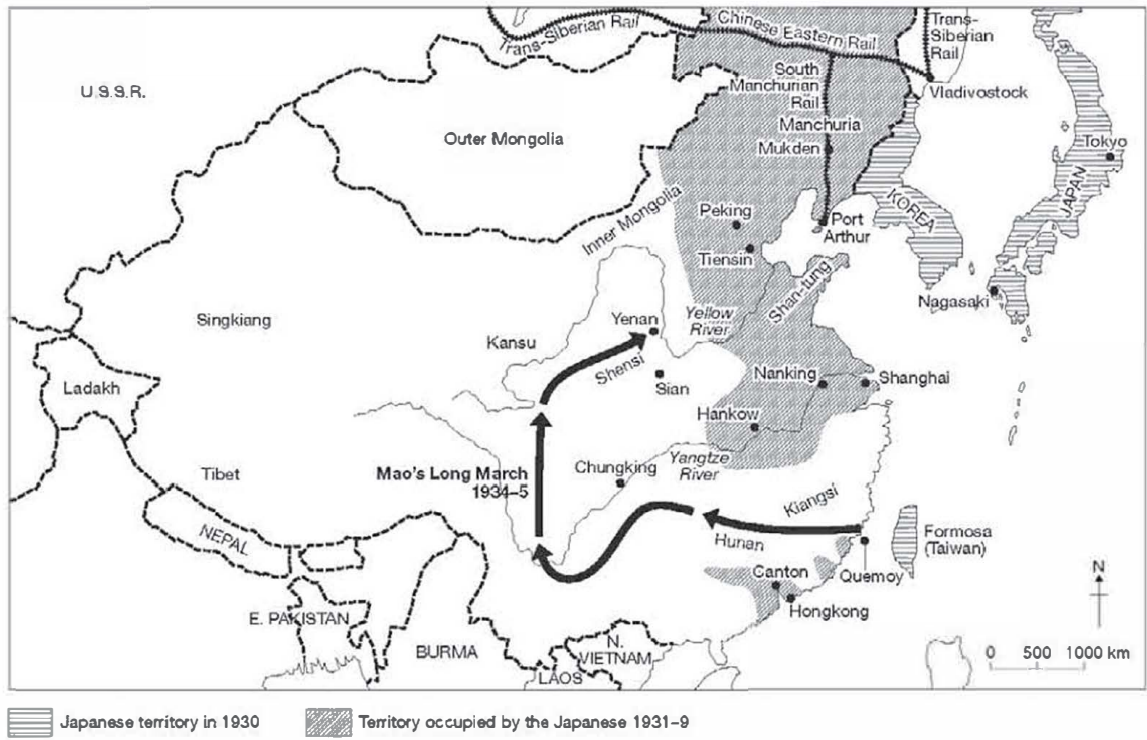 Trans-Siberian Rail
Chinese Eastern Rail
Trans-
Siberian
Rail
U.S.S.R.
South
Manchurian
Rail
Vladivostock
Outer Mongolia
Manchuria
Mukden
Tokyo
JAPAN
KOREA
Inner Mongolia
Peking
Port
Arthur
Tiensin
Shan-tung
Nagasaki
Singkiang
Yenan
Yellow
River
Kansu
Shensi
Sian
Nanking
Shanghai
Ladakh
Hankow
Tibet
Mao's Long March
1934–5
Chungking
Yangtze
River
Kiangsi
NEPAL
Hunan
Formosa
(Taiwan)
Canton
Quemoy
Hongkong
N
E. PAKISTAN
BURMA
N.
VIETNAM
LAOS
0 500 1000 km
Japanese territory in 1930
Territory occupied by the Japanese 1931–9